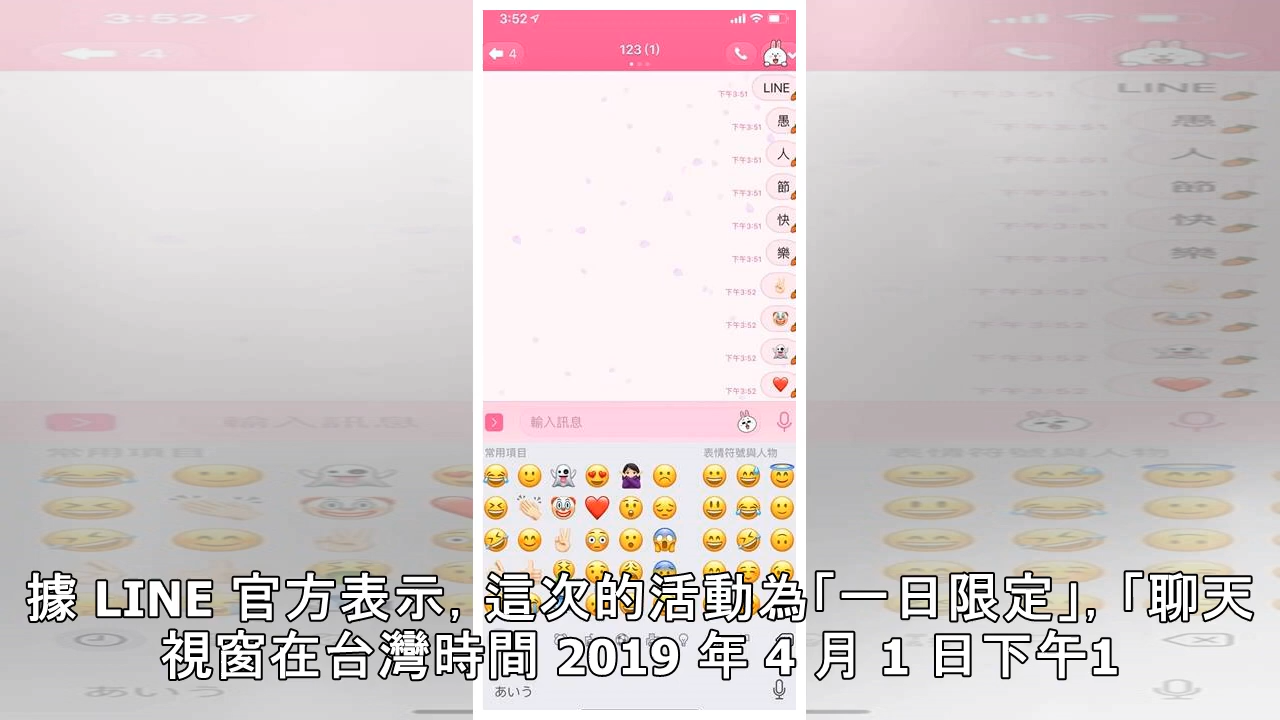 3:52
4
123 (1)
下午3:51 LINE
下午3:51 愚
下午3:51 人
下午3:51 節
下午3:51 快
下午3:51 樂
下午3:52
下午3:52
下午3:52
下午3:52
輸入訊息
常用項目 表情符號與人物
據 LINE 官方表示, 這次的活動為「一日限定」,「聊天
視窗在台灣時間 2019 年 4 月 1 日下午1
あいう